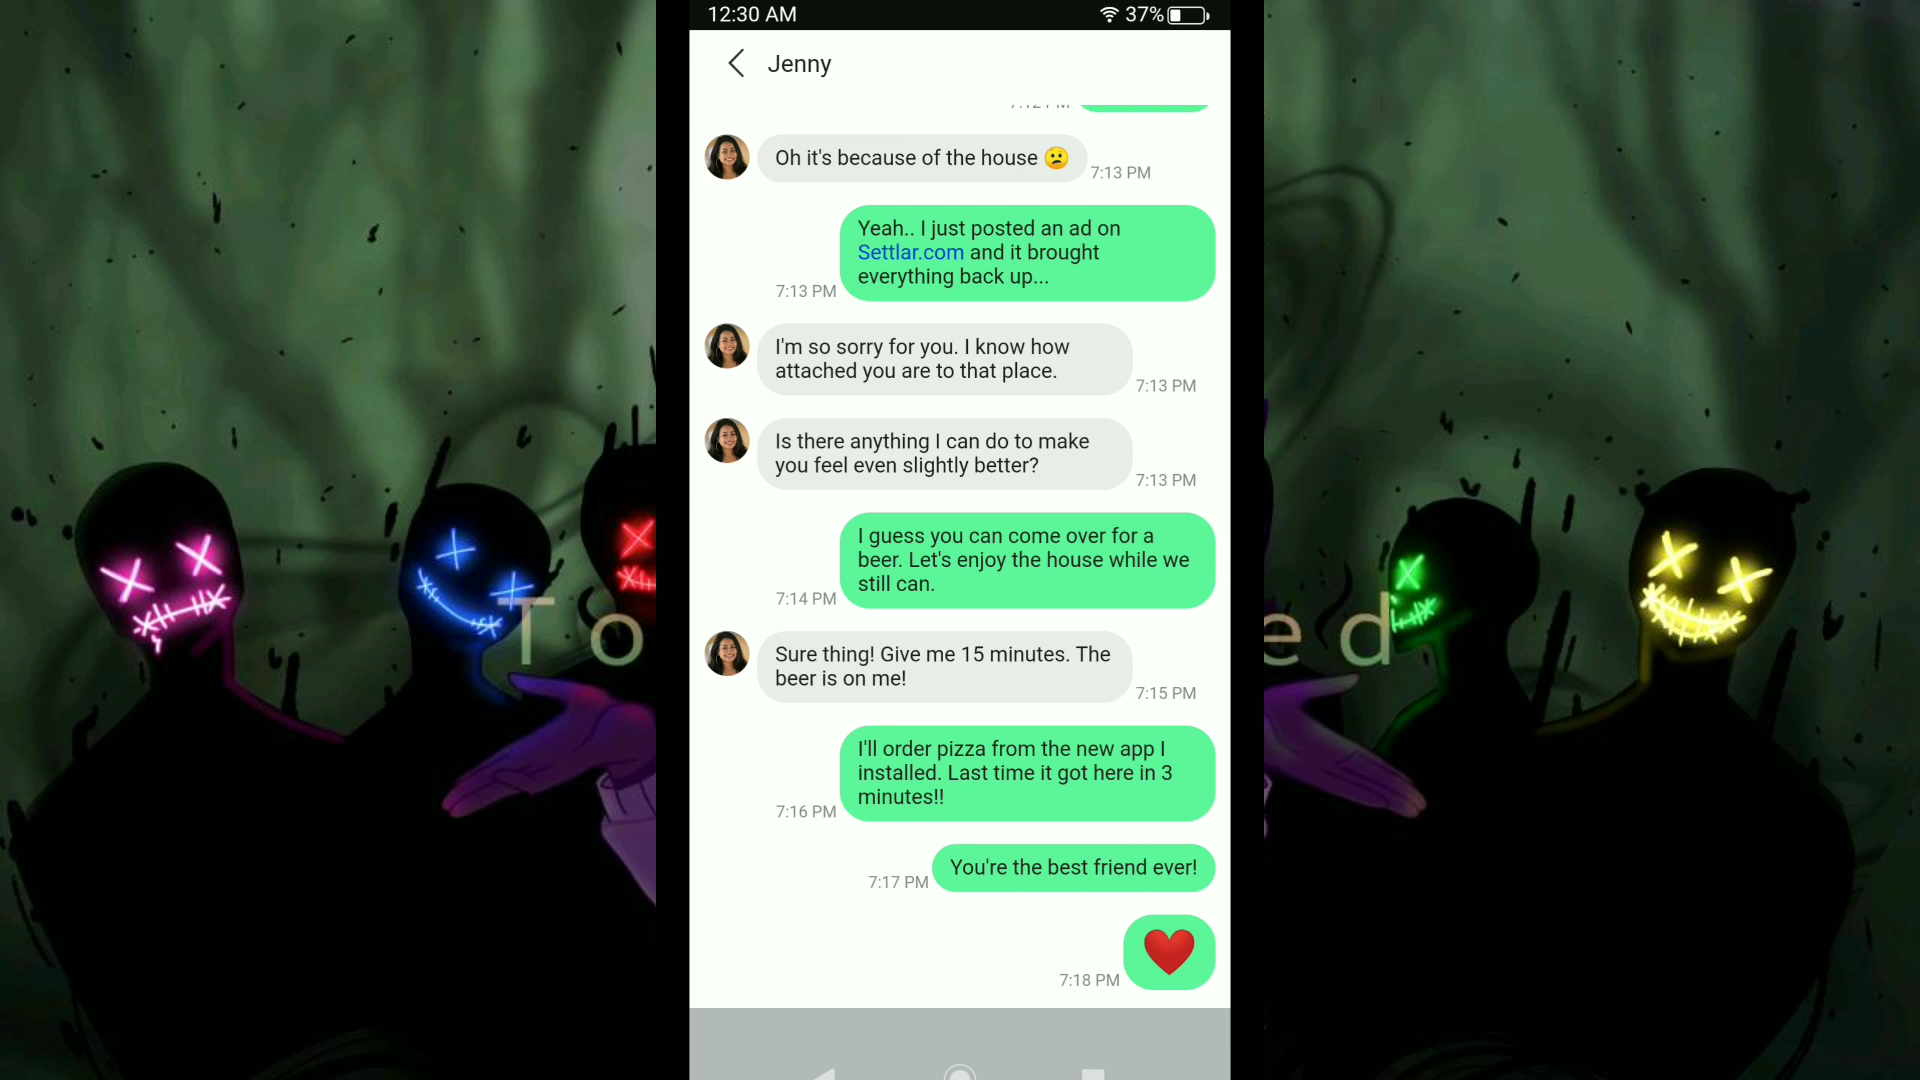 12:30 AM
37%
Jenny
Oh it's because of the house 😕
7:13 PM
Yeah.. I just posted an ad on
Settlar.com and it brought
everything back up...
7:13 PM
I'm so sorry for you. I know how
attached you are to that place.
7:13 PM
Is there anything I can do to make
you feel even slightly better?
7:13 PM
I guess you can come over for a
beer. Let's enjoy the house while we
still can.
7:14 PM
Sure thing! Give me 15 minutes. The
beer is on me!
7:15 PM
I'll order pizza from the new app I
installed. Last time it got here in 3
minutes!!
7:16 PM
You're the best friend ever!
7:17 PM
❤️
7:18 PM